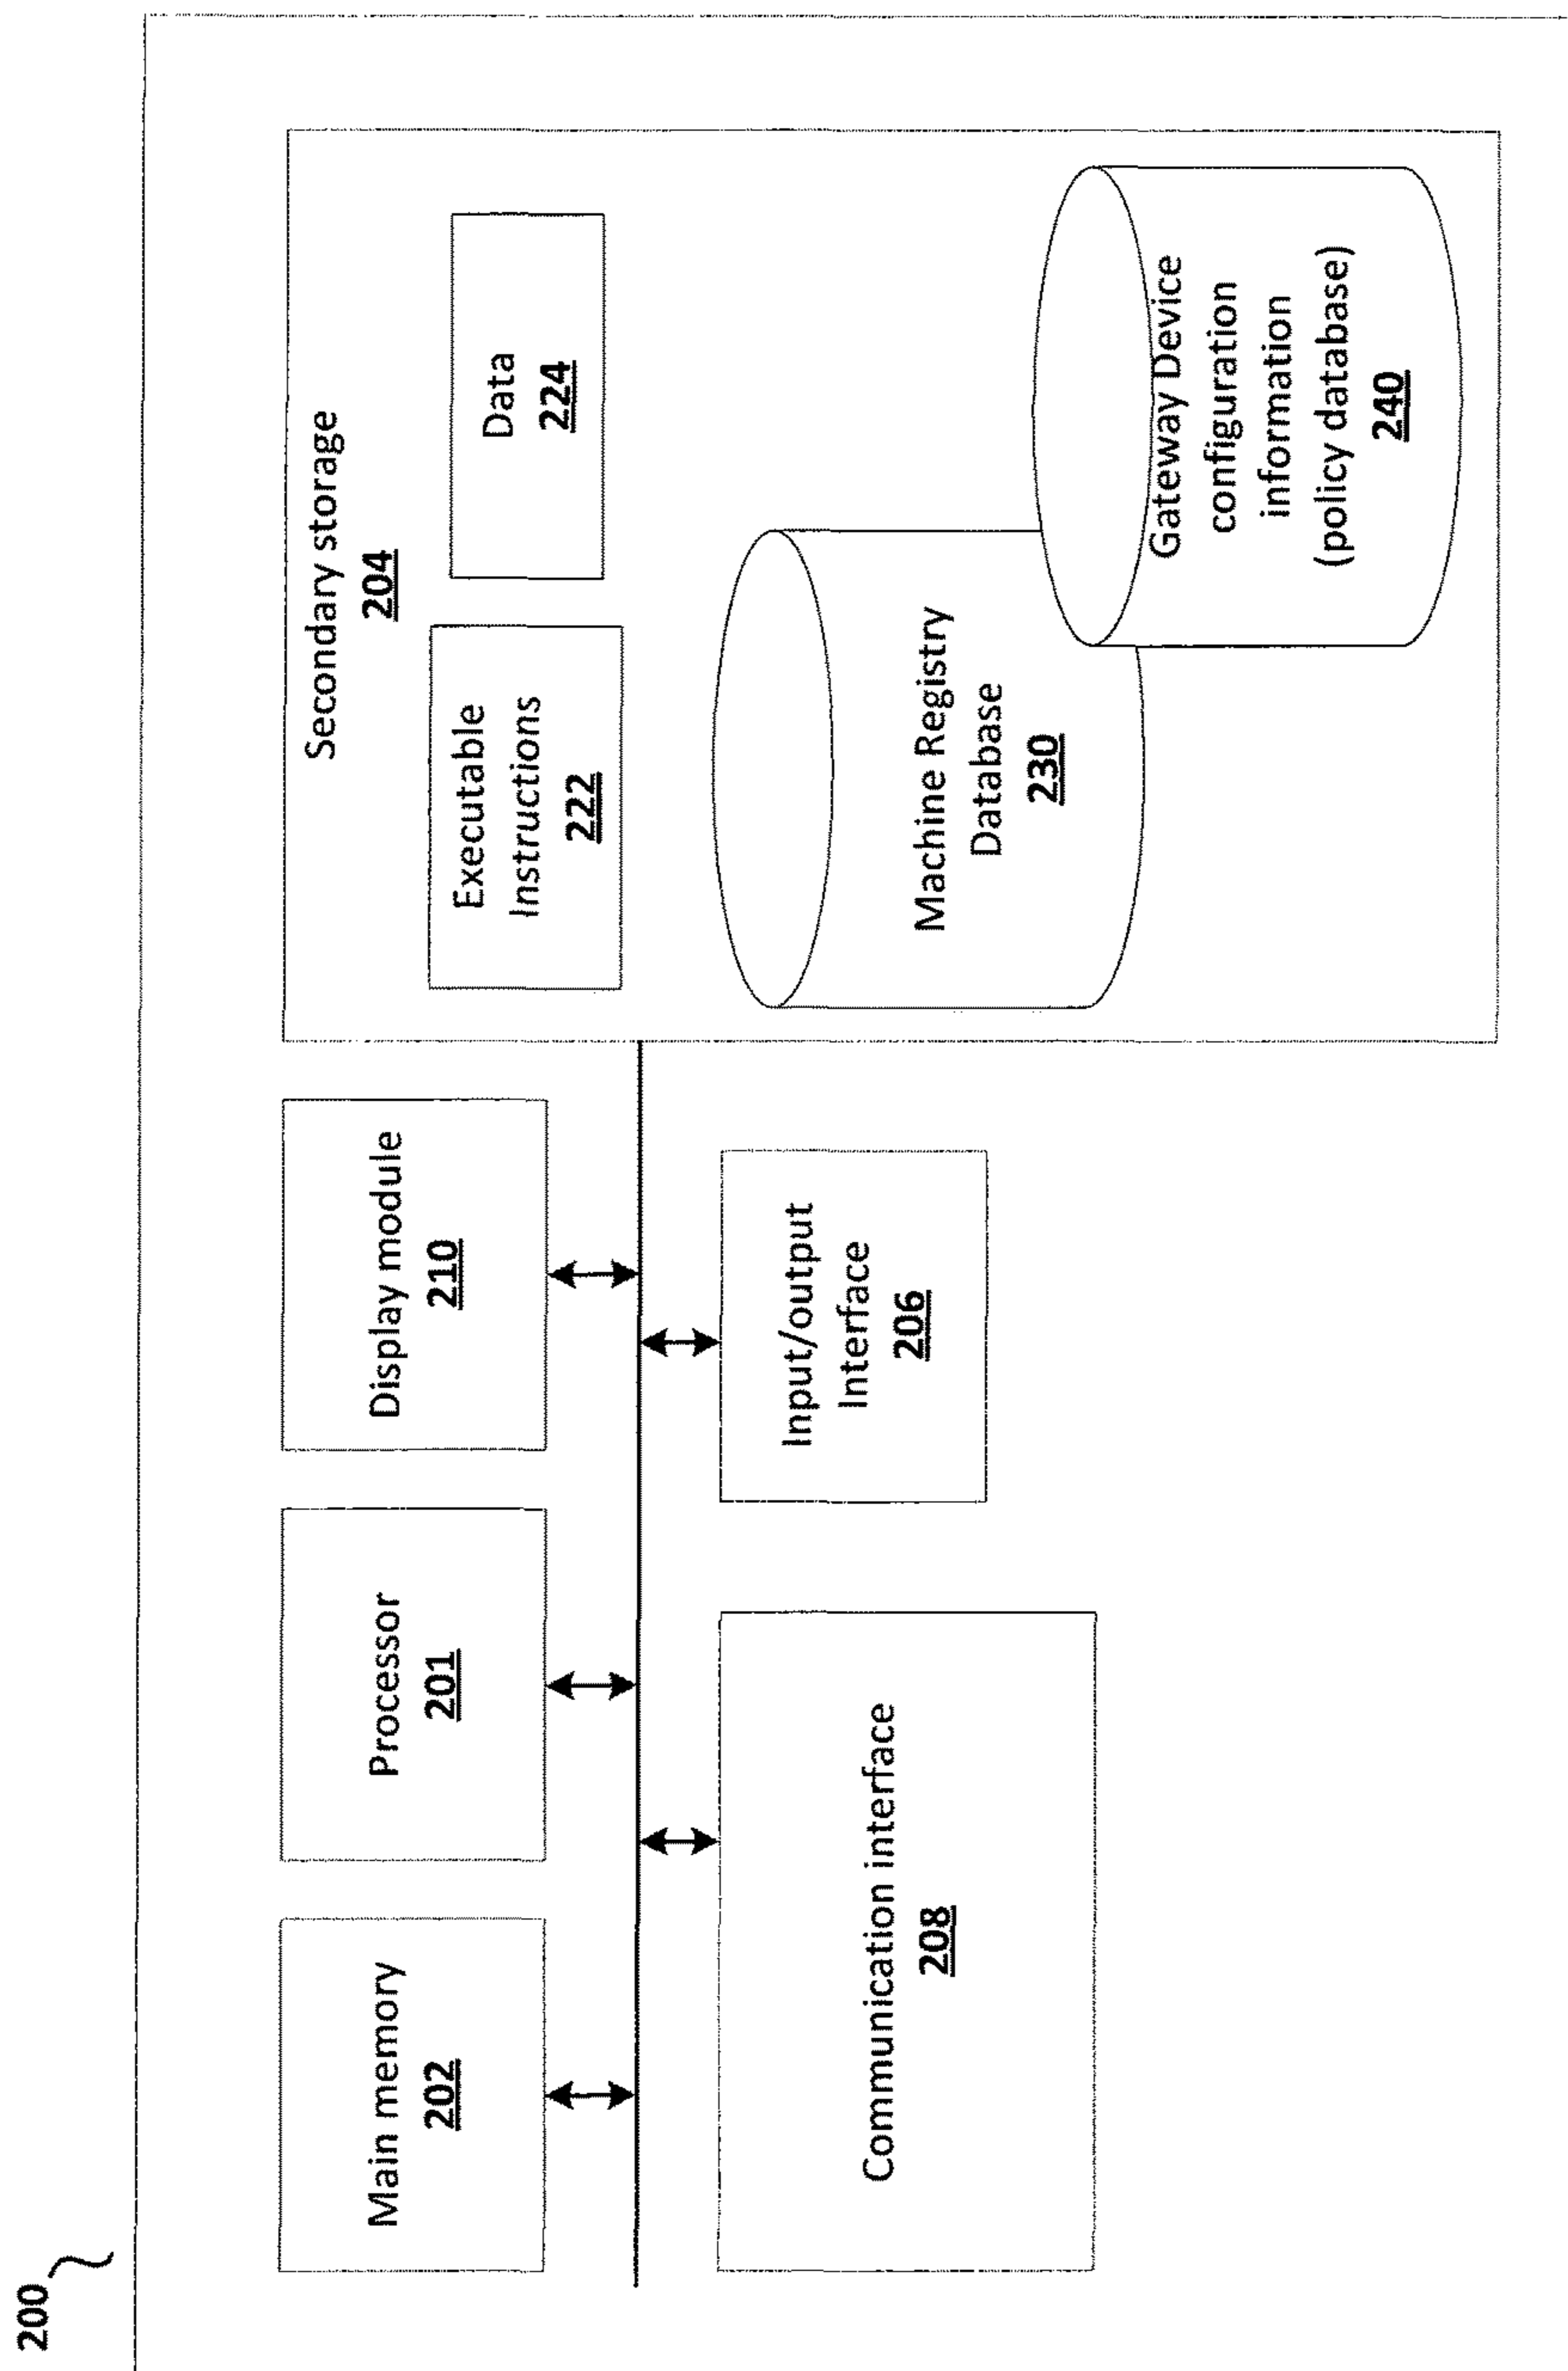 200
Main memory
202
Processor
201
Display module
210
Secondary storage
204
Executable
Instructions
222
Data
224
Communication interface
208
Input/output
Interface
206
Machine Registry
Database
230
Gateway Device
configuration
information
(policy database)
240